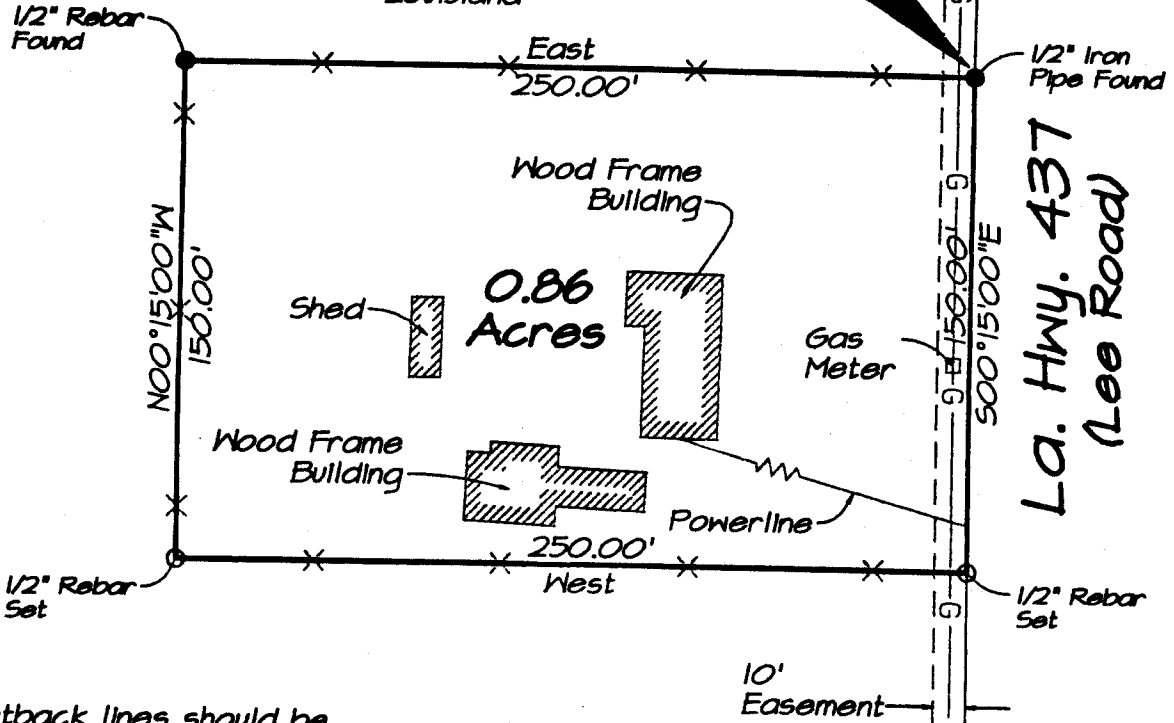 1/2" Rebar
Found
East
250.00'
1/2" Iron
Pipe Found
Wood Frame
Building
G
N00°15'00"W
150.00'
Shed
0.86
Acres
Gas
Meter
150.00'
S00°15'00"E
La. Hwy. 437
(Lee Road)
G
Wood Frame
Building
Powerline
250.00'
West
1/2" Rebar
Set
1/2" Rebar
Set
G
10'
Easement
lines should be